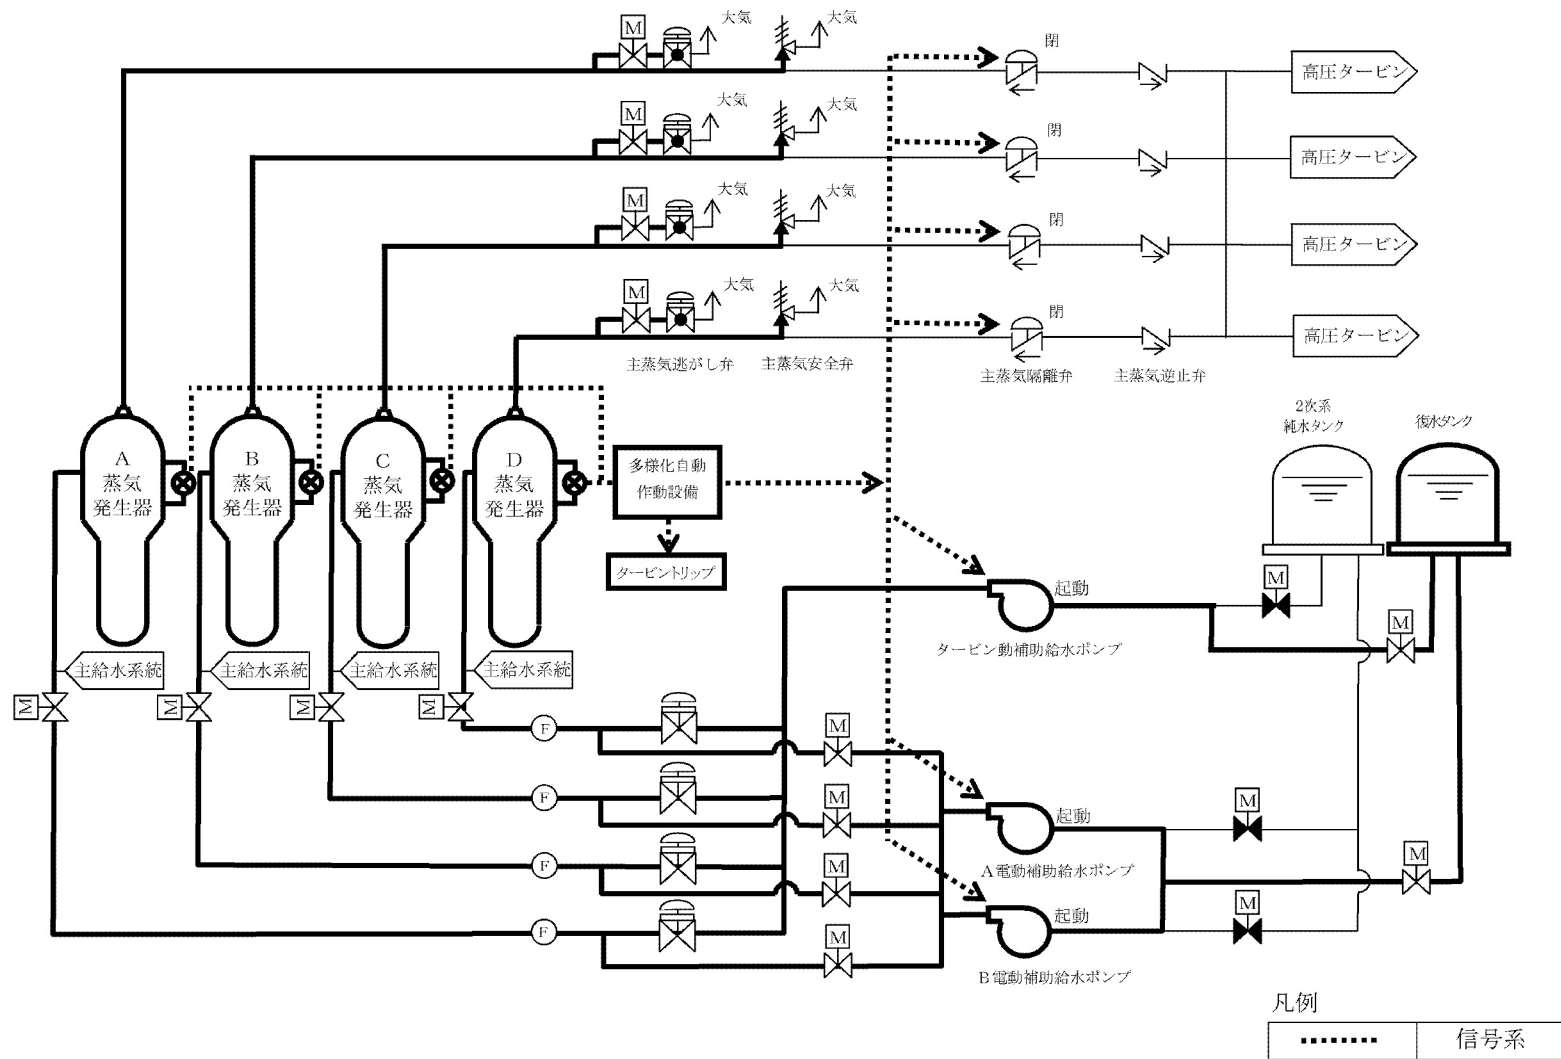 M
大気
大気
閉
高圧タービン
M
大気
大気
閉
高圧タービン
M
大気
大気
閉
高圧タービン
M
大気
大気
閉
高圧タービン
主蒸気逃がし弁
主蒸気安全弁
主蒸気隔離弁
主蒸気逆止弁
2次系
純水タンク
復水タンク
A
蒸気
発生器
B
蒸気
発生器
C
蒸気
発生器
D
蒸気
発生器
多様化自動
作動設備
タービントリップ
起動
M
M
タービン動補助給水ポンプ
主給水系統
主給水系統
主給水系統
主給水系統
M
M
M
M
F
M
F
M
起動
M
A電動補助給水ポンプ
F
M
M
起動
M
F
M
B電動補助給水ポンプ
凡例
信号系